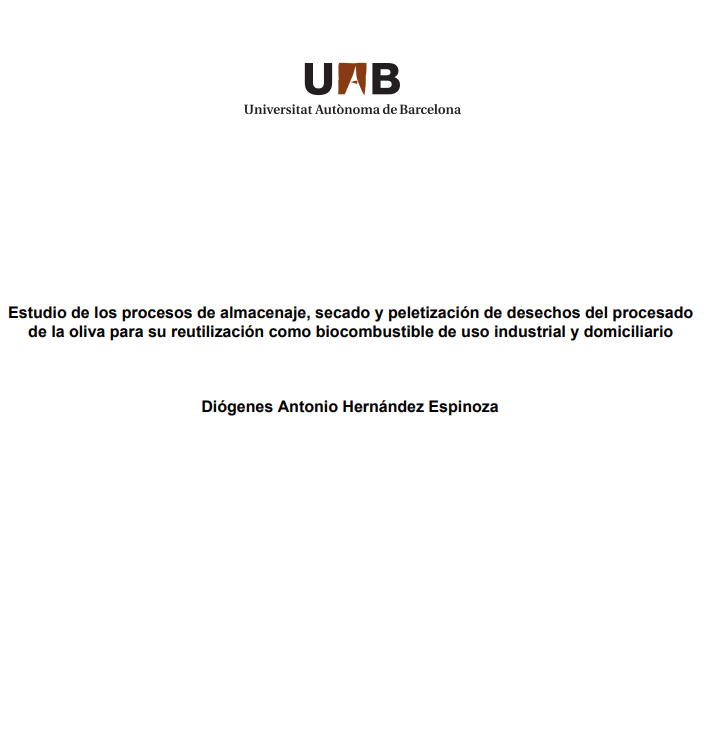 UAB
Universitat Autònoma de Barcelona
Estudio de los procesos de almacenaje, secado y peletización de desechos del procesado
de la oliva para su reutilización como biocombustible de uso industrial y domiciliario
Diógenes Antonio Hernández Espinoza